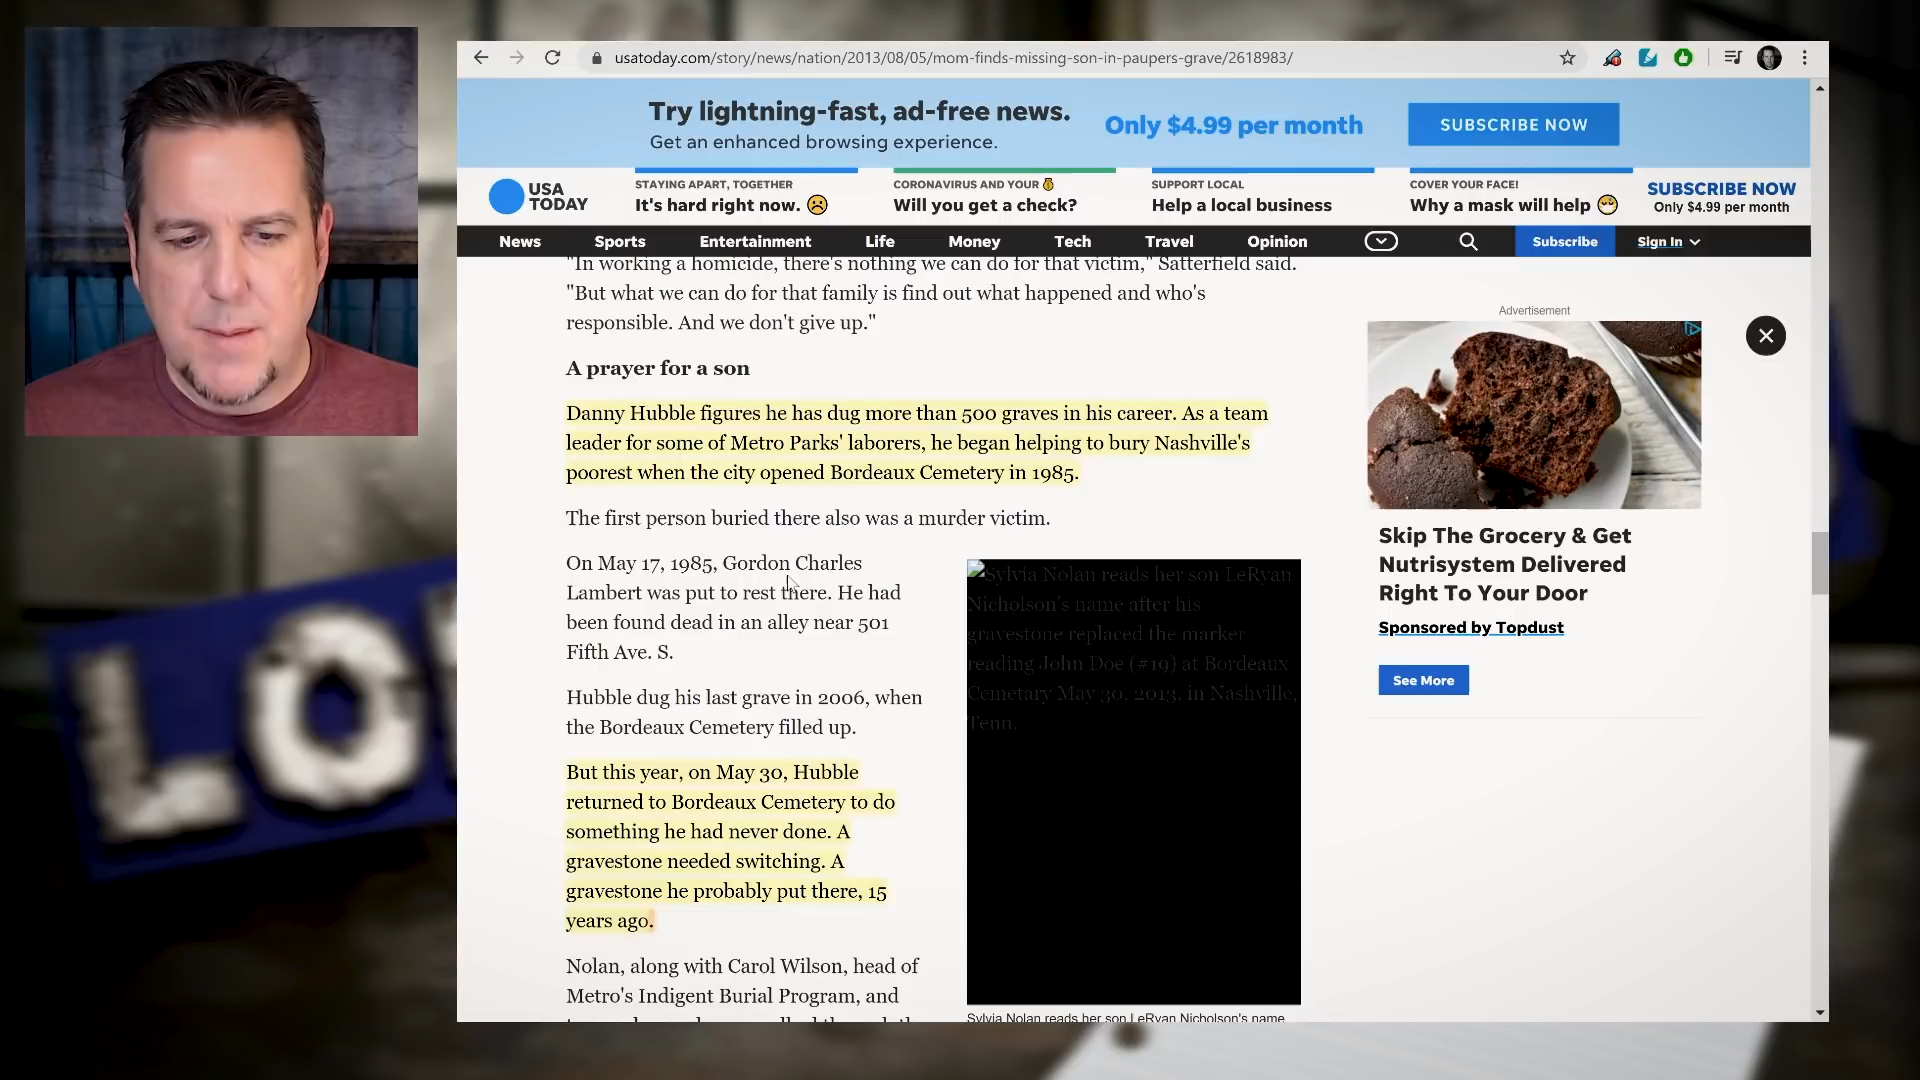 usatoday.com/story/news/nation/2013/08/05/mom-finds-missing-son-in-paupers-grave/2618983/
Try lightning-fast, ad-free news.
Get an enhanced browsing experience.
Only $4.99 per month
SUBSCRIBE NOW
USA
TODAY
STAYING APART, TOGETHER
It's hard right now.
CORONAVIRUS AND YOUR
Will you get a check?
SUPPORT LOCAL
Help a local business
COVER YOUR FACE!
Why a mask will help
SUBSCRIBE NOW
Only $4.99 per month
News Sports Entertainment Life Money Tech Travel Opinion Subscribe Sign In
"In working a homicide, there's nothing we can do for that victim," Satterfield said.
"But what we can do for that family is find out what happened and who's
responsible. And we don't give up."
A prayer for a son
Danny Hubble figures he has dug more than 500 graves in his career. As a team
leader for some of Metro Parks' laborers, he began helping to bury Nashville's
poorest when the city opened Bordeaux Cemetery in 1985.
The first person buried there also was a murder victim.
On May 17, 1985, Gordon Charles
Lambert was put to rest there. He had
been found dead in an alley near 501
Fifth Ave. S.
Hubble dug his last grave in 2006, when
the Bordeaux Cemetery filled up.
But this year, on May 30, Hubble
returned to Bordeaux Cemetery to do
something he had never done. A
gravestone needed switching. A
gravestone he probably put there, 15
years ago.
Nolan, along with Carol Wilson, head of
Metro's Indigent Burial Program, and
Sylvia Nolan reads her son LeRyan
Nicholson's name after his
gravestone replaced the marker
reading John Doe (#19) at Bordeaux
Cemetary May 30, 2013, in Nashville,
Tenn.
Sylvia Nolan reads her son LeRyan Nicholson's name
Advertisement
Skip The Grocery & Get
Nutrisystem Delivered
Right To Your Door
Sponsored by Topdust
See More
LO